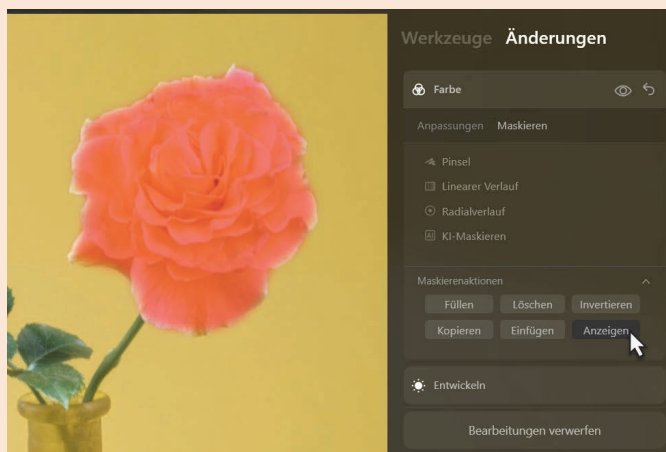 Werkzeuge Änderungen
Farbe
Anpassungen Maskieren
Pinsel
Linearer Verlauf
Radialverlauf
AI KI-Maskieren
Maskierenaktionen
Füllen Löschen Invertieren
Kopieren Einfügen Anzeigen
Entwickeln
Bearbeitungen verwerfen